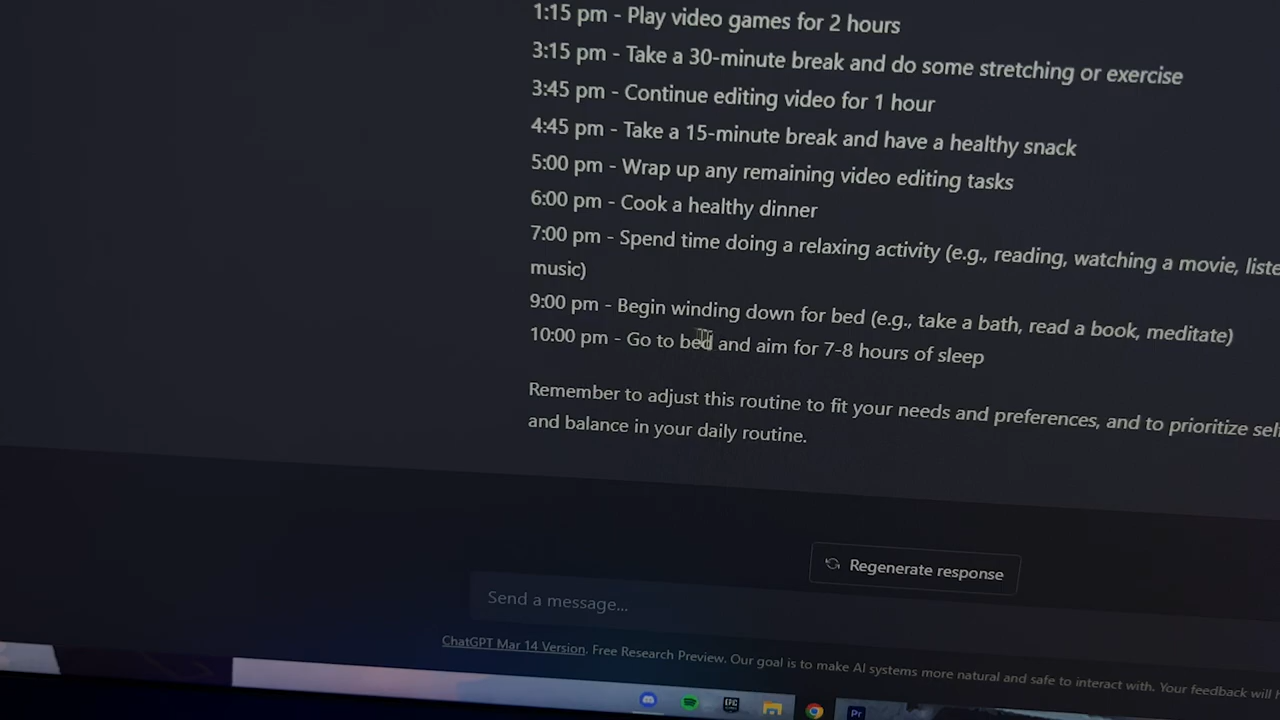 1:15 pm - Play video games for 2 hours
3:15 pm - Take a 30-minute break and do some stretching or exercise
3:45 pm - Continue editing video for 1 hour
4:45 pm - Take a 15-minute break and have a healthy snack
5:00 pm - Wrap up any remaining video editing tasks
6:00 pm - Cook a healthy dinner
7:00 pm - Spend time doing a relaxing activity (e.g., reading, watching a movie, liste
music)
9:00 pm - Begin winding down for bed (e.g., take a bath, read a book, meditate)
10:00 pm - Go to bed and aim for 7-8 hours of sleep
Remember to adjust this routine to fit your needs and preferences, and to prioritize sel
and balance in your daily routine.
Regenerate response
Send a message...
ChatGPT Mar 14 Version. Free Research Preview. Our goal is to make AI systems more natural and safe to interact with. Your feedback will
EPIC
Pr